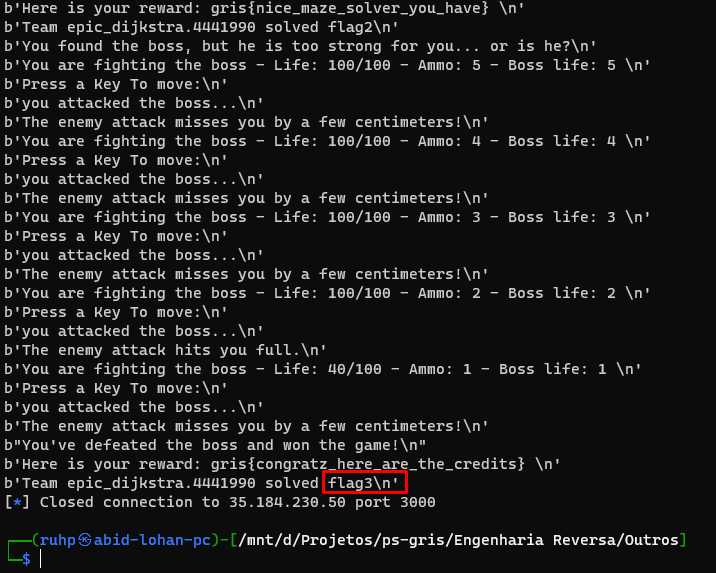 b'Here is your reward: gris{nice_maze_solver_you_have} \n'
b'Team epic_dijkstra.4441990 solved flag2\n'
b'You found the boss, but he is too strong for you... or is he?\n'
b'You are fighting the boss - Life: 100/100 - Ammo: 5 - Boss life: 5 \n'
b'Press a Key To move:\n'
b'you attacked the boss...\n'
b'The enemy attack misses you by a few centimeters!\n'
b'You are fighting the boss - Life: 100/100 - Ammo: 4 - Boss life: 4 \n'
b'Press a Key To move:\n'
b'you attacked the boss...\n'
b'The enemy attack misses you by a few centimeters!\n'
b'You are fighting the boss - Life: 100/100 - Ammo: 3 - Boss life: 3 \n'
b'Press a Key To move:\n'
b'you attacked the boss...\n'
b'The enemy attack misses you by a few centimeters!\n'
b'You are fighting the boss - Life: 100/100 - Ammo: 2 - Boss life: 2 \n'
b'Press a Key To move:\n'
b'you attacked the boss...\n'
b'The enemy attack hits you full.\n'
b'You are fighting the boss - Life: 40/100 - Ammo: 1 - Boss life: 1 \n'
b'Press a Key To move:\n'
b'you attacked the boss...\n'
b'The enemy attack misses you by a few centimeters!\n'
b"You've defeated the boss and won the game!\n"
b'Here is your reward: gris{congratz_here_are_the_credits} \n'
b'Team epic_dijkstra.4441990 solved flag3\n'
[*] Closed connection to 35.184.230.50 port 3000
┌──(ruhp㉿abid-lohan-pc)-[/mnt/d/Projetos/ps-gris/Engenharia Reversa/Outros]
└─$